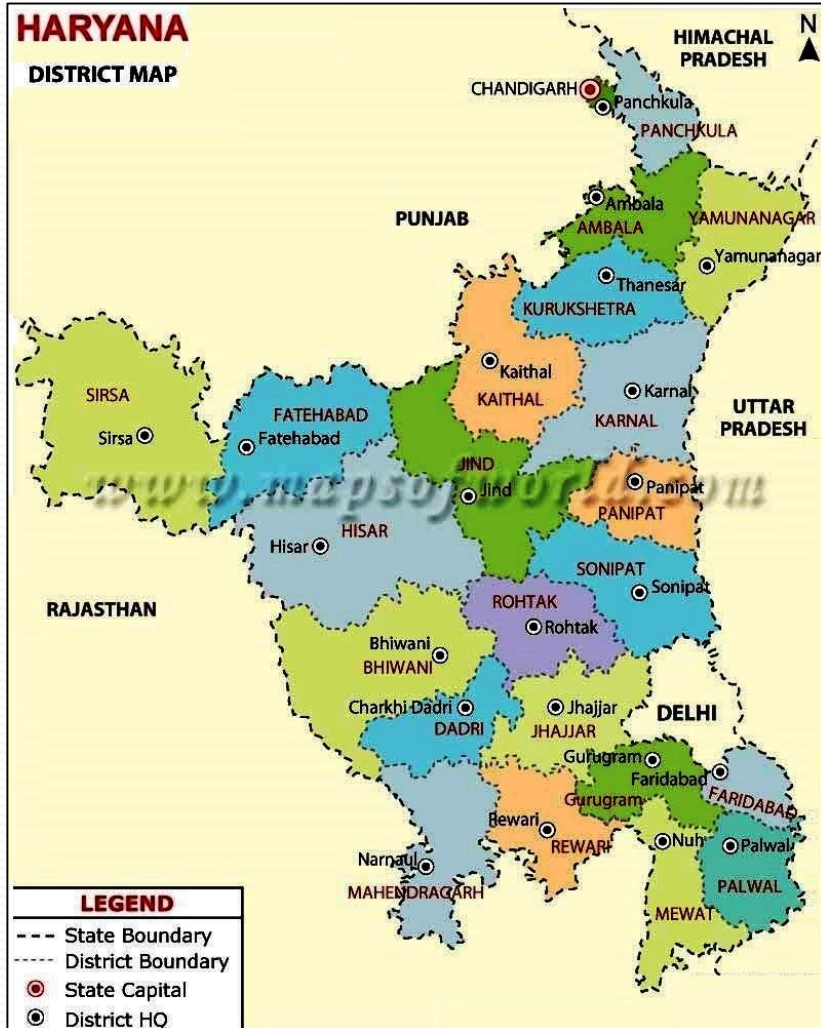 HARYANA
DISTRICT MAP
N
HIMACHAL
PRADESH
CHANDIGARH
Panchkula
PANCHKULA
PUNJAB
Ambala
AMBALA
YAMUNANAGAR
Yamunanagar
Thanesar
KURUKSHETRA
Kaithal
KAITHAL
Karnal
KARNAL
UTTAR
PRADESH
SIRSA
Sirsa
FATEHABAD
Fatehabad
JIND
Jind
www.mapsofworld.com
Panipat
PANIPAT
HISAR
Hisar
SONIPAT
Sonipat
RAJASTHAN
ROHTAK
Rohtak
Bhiwani
BHIWANI
Charkhi Dadri
DADRI
Jhajjar
JHAJJAR
DELHI
Gurugram
Faridabad
Gurugram
FARIDABAD
Rewari
REWARI
Nuh
Palwal
PALWAL
MEWAT
Narnaul
MAHENDRAGARH
LEGEND
State Boundary
District Boundary
State Capital
District HQ